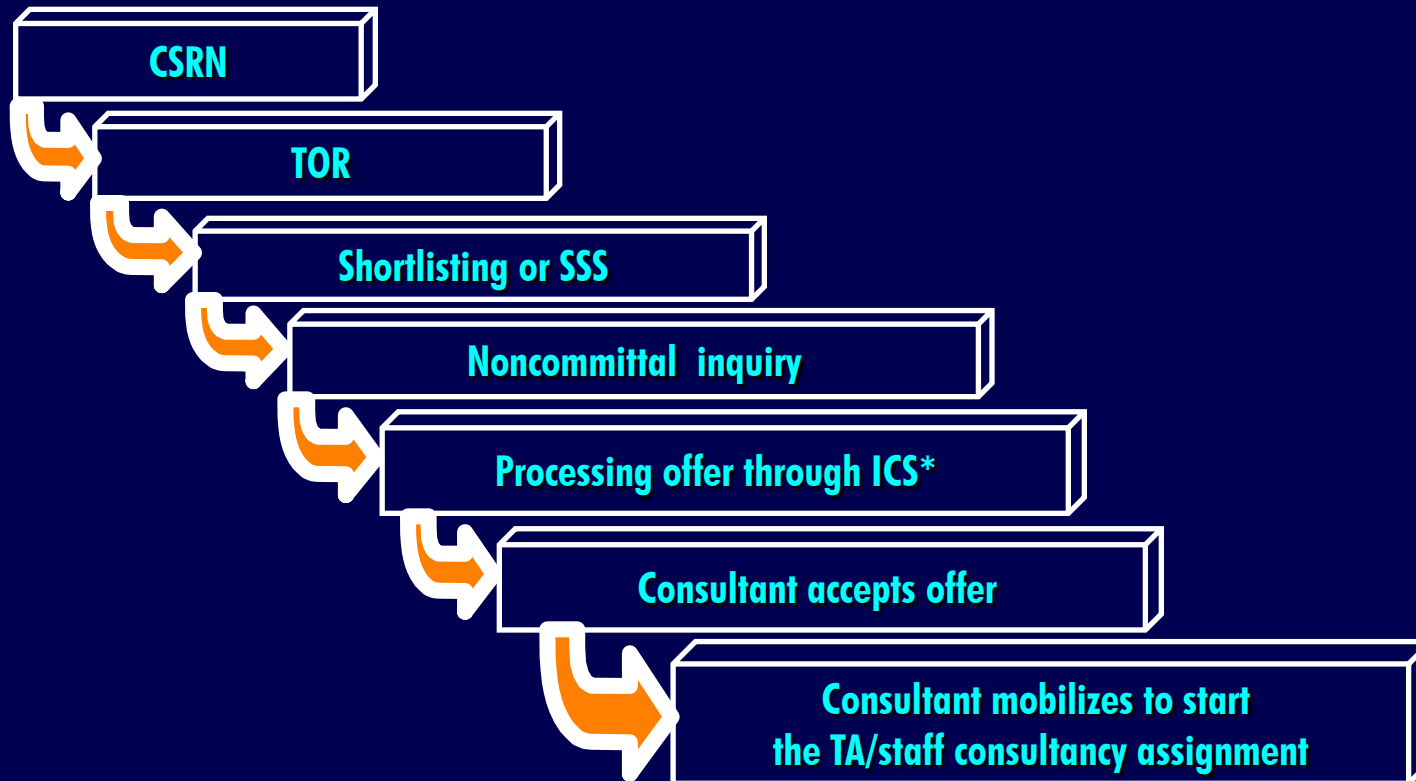 CSRN
TOR
Shortlisting or SSS
Noncommittal inquiry
Processing offer through ICS*
Consultant accepts offer
Consultant mobilizes to start
the TA/staff consultancy assignment